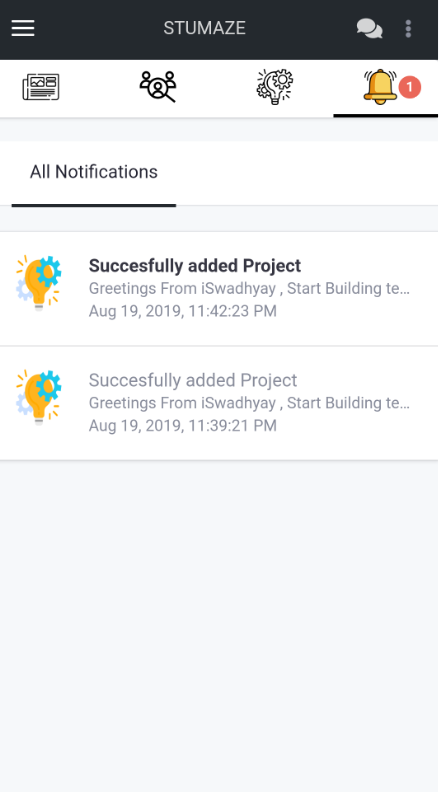 STUMAZE
1
All Notifications
Succesfully added Project
Greetings From iSwadhyay , Start Building te...
Aug 19, 2019, 11:42:23 PM
Succesfully added Project
Greetings From iSwadhyay , Start Building te...
Aug 19, 2019, 11:39:21 PM